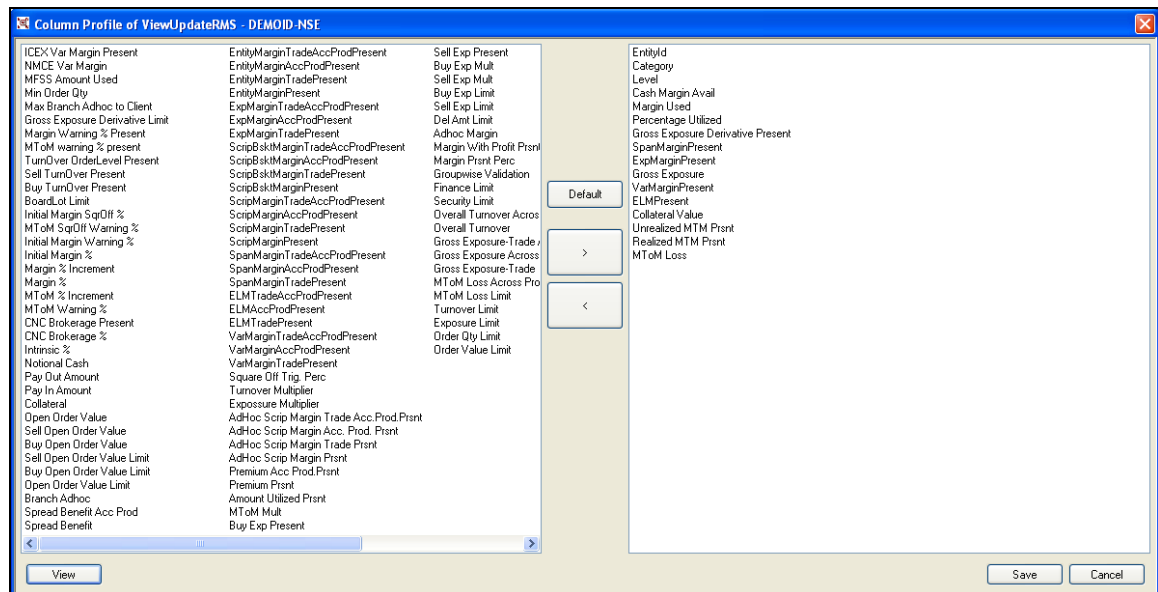 Column Profile of ViewUpdateRMS - DEMOID-NSE
ICEX Var Margin Present
NMCE Var Margin
MFSS Amount Used
Min Order Qty
Max Branch Adhoc to Client
Gross Exposure Derivative Limit
Margin Warning % Present
MToM warning % present
TurnOver OrderLevel Present
Sell TurnOver Present
Buy TurnOver Present
BoardLot Limit
Initial Margin SqrOff %
MToM SqrOff Warning %
Initial Margin Warning %
Initial Margin %
Margin % Increment
Margin %
MToM % Increment
MToM Warning %
CNC Brokerage Present
CNC Brokerage %
Intrinsic %
Notional Cash
Pay Out Amount
Pay In Amount
Collateral
Open Order Value
Sell Open Order Value
Buy Open Order Value
Sell Open Order Value Limit
Buy Open Order Value Limit
Open Order Value Limit
Branch Adhoc
Spread Benefit Acc Prod
Spread Benefit
EntityMarginTradeAccProdPresent
EntityMarginAccProdPresent
EntityMarginTradePresent
EntityMarginPresent
ExpMarginTradeAccProdPresent
ExpMarginAccProdPresent
ExpMarginTradePresent
ScripBsktMarginTradeAccProdPresent
ScripBsktMarginAccProdPresent
ScripBsktMarginTradePresent
ScripBsktMarginPresent
ScripMarginTradeAccProdPresent
ScripMarginAccProdPresent
ScripMarginTradePresent
ScripMarginPresent
SpanMarginTradeAccProdPresent
SpanMarginAccProdPresent
SpanMarginTradePresent
ELMTradeAccProdPresent
ELMAccProdPresent
ELMTradePresent
VarMarginTradeAccProdPresent
VarMarginAccProdPresent
VarMarginTradePresent
Square Off Trig. Perc
Turnover Multiplier
Expossure Multiplier
AdHoc Scrip Margin Trade Acc.Prod.Prsnt
AdHoc Scrip Margin Acc. Prod. Prsnt
AdHoc Scrip Margin Trade Prsnt
AdHoc Scrip Margin Prsnt
Premium Acc Prod.Prsnt
Premium Prsnt
Amount Utilized Prsnt
MToM Mult
Buy Exp Present
Sell Exp Present
Buy Exp Mult
Sell Exp Mult
Buy Exp Limit
Sell Exp Limit
Del Amt Limit
Adhoc Margin
Margin With Profit Prsnt
Margin Prsnt Perc
Groupwise Validation
Finance Limit
Security Limit
Overall Turnover Acros
Overall Turnover
Gross Exposure-Trade
Gross Exposure Across
Gross Exposure-Trade
MToM Loss Across Pro
MToM Loss Limit
Turnover Limit
Exposure Limit
Order Qty Limit
Order Value Limit
Default
>
<
EntityId
Category
Level
Cash Margin Avail
Margin Used
Percentage Utilized
Gross Exposure Derivative Present
SpanMarginPresent
ExpMarginPresent
Gross Exposure
VarMarginPresent
ELMPresent
Collateral Value
Unrealized MTM Prsnt
Realized MTM Prsnt
MToM Loss
View
Save
Cancel